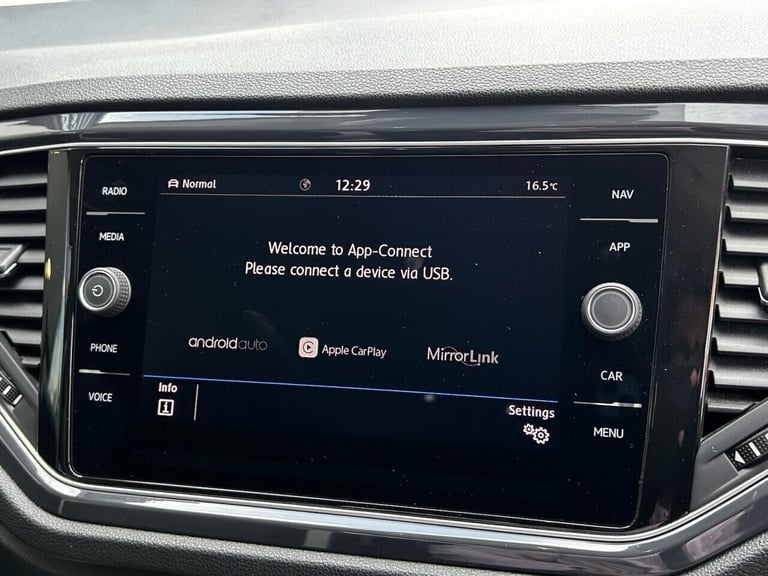 RADIO
MEDIA
PHONE
VOICE
Normal 12:29 16.5°C
Welcome to App-Connect
Please connect a device via USB.
androidauto Apple CarPlay MirrorLink
Info
Settings
NAV
APP
CAR
MENU